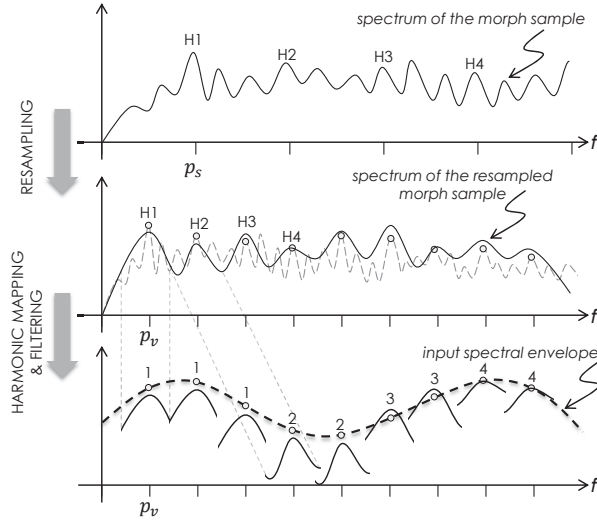 spectrum of the morph sample
H1
H2
H3
H4
f
p_s
RESAMPLING
spectrum of the resampled
morph sample
H1
H2
H3
H4
f
p_v
HARMONIC MAPPING
& FILTERING
input spectral envelope
1
1
1
2
2
3
3
4
4
f
p_v